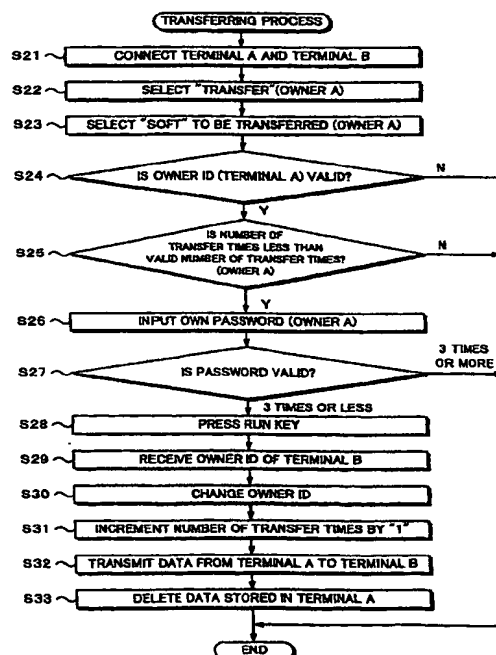 TRANSFERRING PROCESS
S21 CONNECT TERMINAL A AND TERMINAL B
S22 SELECT "TRANSFER"(OWNER A)
S23 SELECT "SOFT" TO BE TRANSFERRED (OWNER A)
S24 IS OWNER ID (TERMINAL A) VALID? N
Y
S25 IS NUMBER OF
TRANSFER TIMES LESS THAN
VALID NUMBER OF TRANSFER TIMES? N
(OWNER A)
Y
S26 INPUT OWN PASSWORD (OWNER A)
3 TIMES
OR MORE
S27 IS PASSWORD VALID?
3 TIMES OR LESS
S28 PRESS RUN KEY
S29 RECEIVE OWNER ID OF TERMINAL B
S30 CHANGE OWNER ID
S31 INCREMENT NUMBER OF TRANSFER TIMES BY "1"
S32 TRANSMIT DATA FROM TERMINAL A TO TERMINAL B
S33 DELETE DATA STORED IN TERMINAL A
END